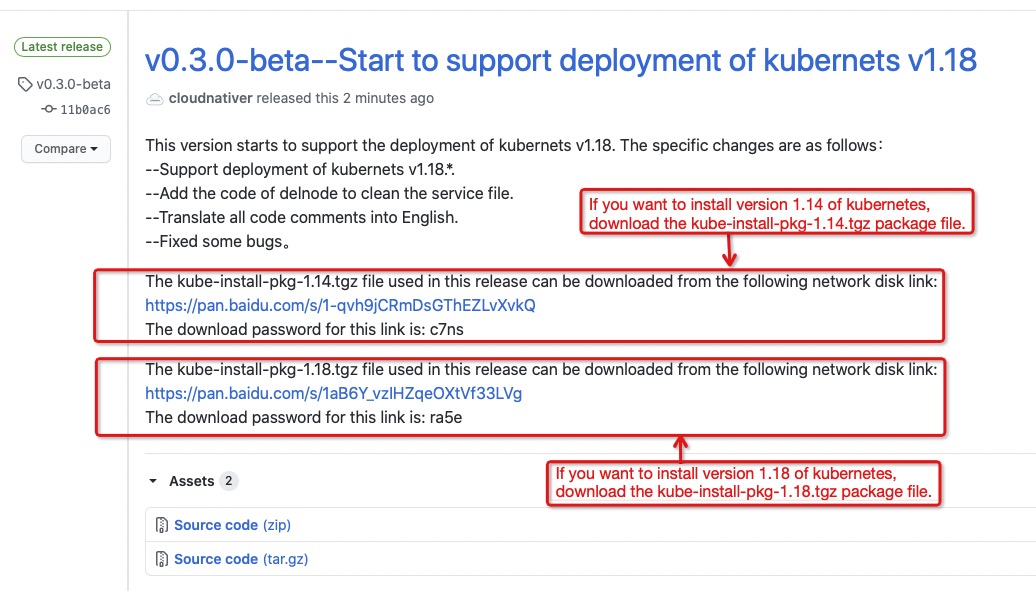 Latest release
v0.3.0-beta
11b0ac6
Compare
v0.3.0-beta--Start to support deployment of kubernets v1.18
cloudnativer released this 2 minutes ago
This version starts to support the deployment of kubernets v1.18. The specific changes are as follows：
--Support deployment of kubernets v1.18.*.
--Add the code of delnode to clean the service file.
--Translate all code comments into English.
--Fixed some bugs。
If you want to install version 1.14 of kubernetes,
download the kube-install-pkg-1.14.tgz package file.
The kube-install-pkg-1.14.tgz file used in this release can be downloaded from the following network disk link:
https://pan.baidu.com/s/1-qvh9jCRmDsGThEZLvXvkQ
The download password for this link is: c7ns
The kube-install-pkg-1.18.tgz file used in this release can be downloaded from the following network disk link:
https://pan.baidu.com/s/1aB6Y_vzIHZqeOXtVf33LVg
The download password for this link is: ra5e
If you want to install version 1.18 of kubernetes,
download the kube-install-pkg-1.18.tgz package file.
Assets 2
Source code (zip)
Source code (tar.gz)